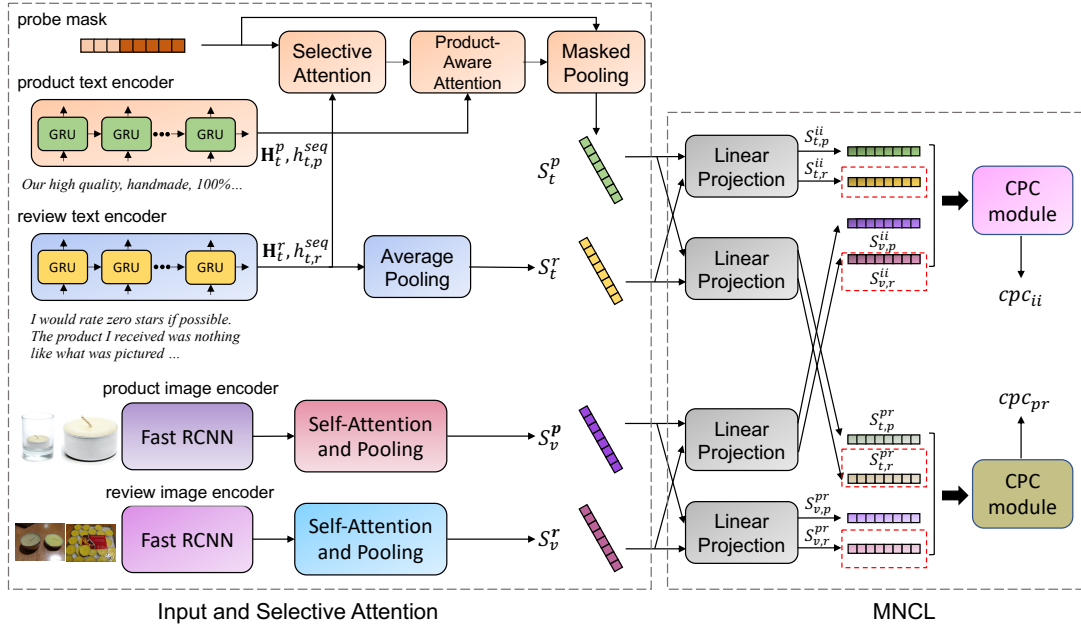 probe mask
Selective
Attention
Product-
Aware
Attention
Masked
Pooling
product text encoder
GRU
GRU
•••
GRU
H_t^p, h_{t,p}^{seq}
Our high quality, handmade, 100%…
S_t^p
review text encoder
GRU
GRU
•••
GRU
H_t^r, h_{t,r}^{seq}
Average
Pooling
S_t^r
I would rate zero stars if possible.
The product I received was nothing
like what was pictured …
product image encoder
Fast RCNN
Self-Attention
and Pooling
S_v^p
review image encoder
Fast RCNN
Self-Attention
and Pooling
S_v^r
Input and Selective Attention
Linear
Projection
S_{t,p}^{ii}
S_{t,r}^{ii}
Linear
Projection
S_{v,p}^{ii}
S_{v,r}^{ii}
CPC
module
cpc_{ii}
Linear
Projection
S_{t,p}^{pr}
S_{t,r}^{pr}
Linear
Projection
S_{v,p}^{pr}
S_{v,r}^{pr}
cpc_{pr}
CPC
module
MNCL